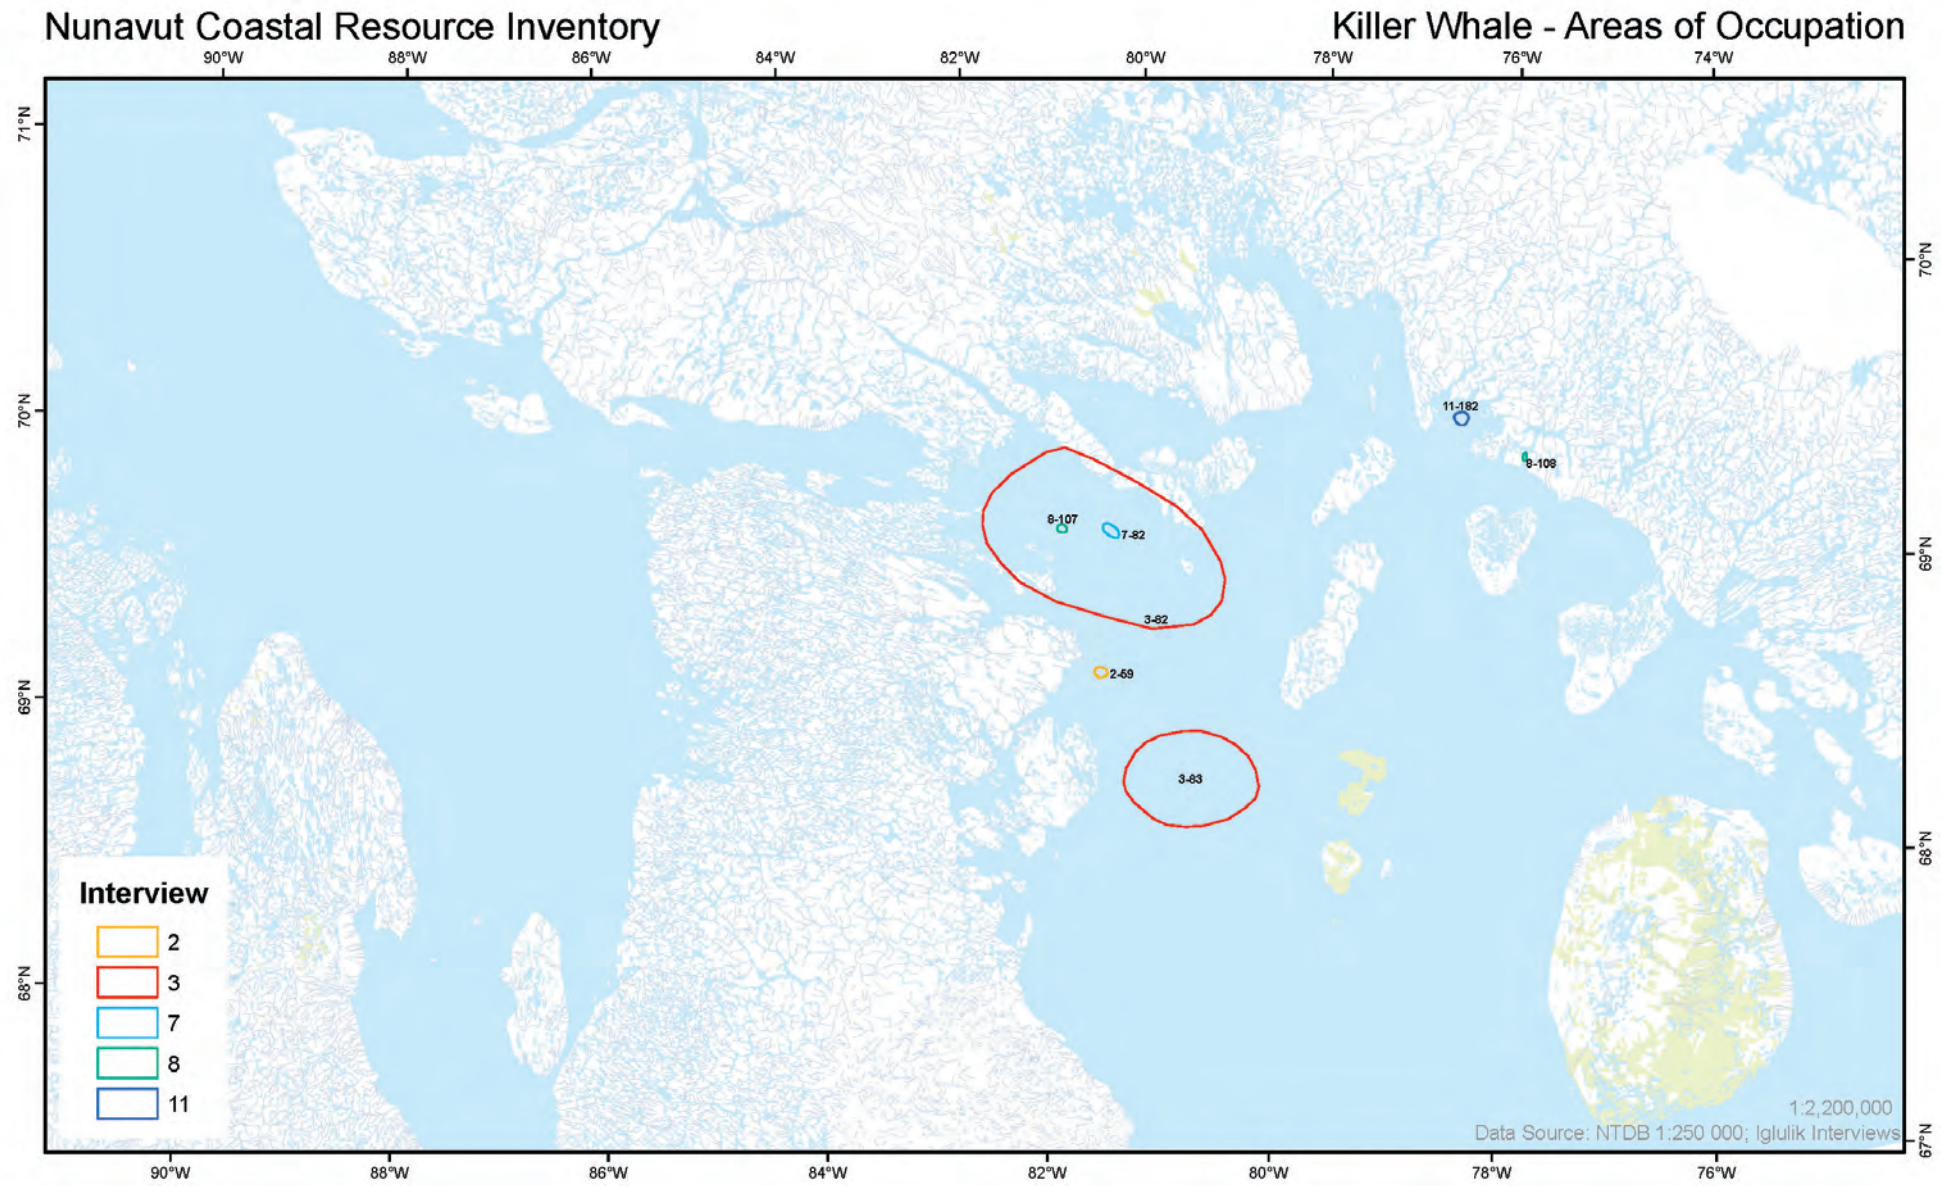 Nunavut Coastal Resource Inventory
Killer Whale - Areas of Occupation
90°W 88°W 86°W 84°W 82°W 80°W 78°W 76°W 74°W
71°N
70°N
70°N
11-182
8-108
8-107
7-82
69°N
3-82
2-59
69°N
3-83
68°N
Interview
2
3
7
8
11
68°N
1:2,200,000
Data Source: NTDB 1:250 000; Iglulik Interviews
67°N
90°W 88°W 86°W 84°W 82°W 80°W 78°W 76°W